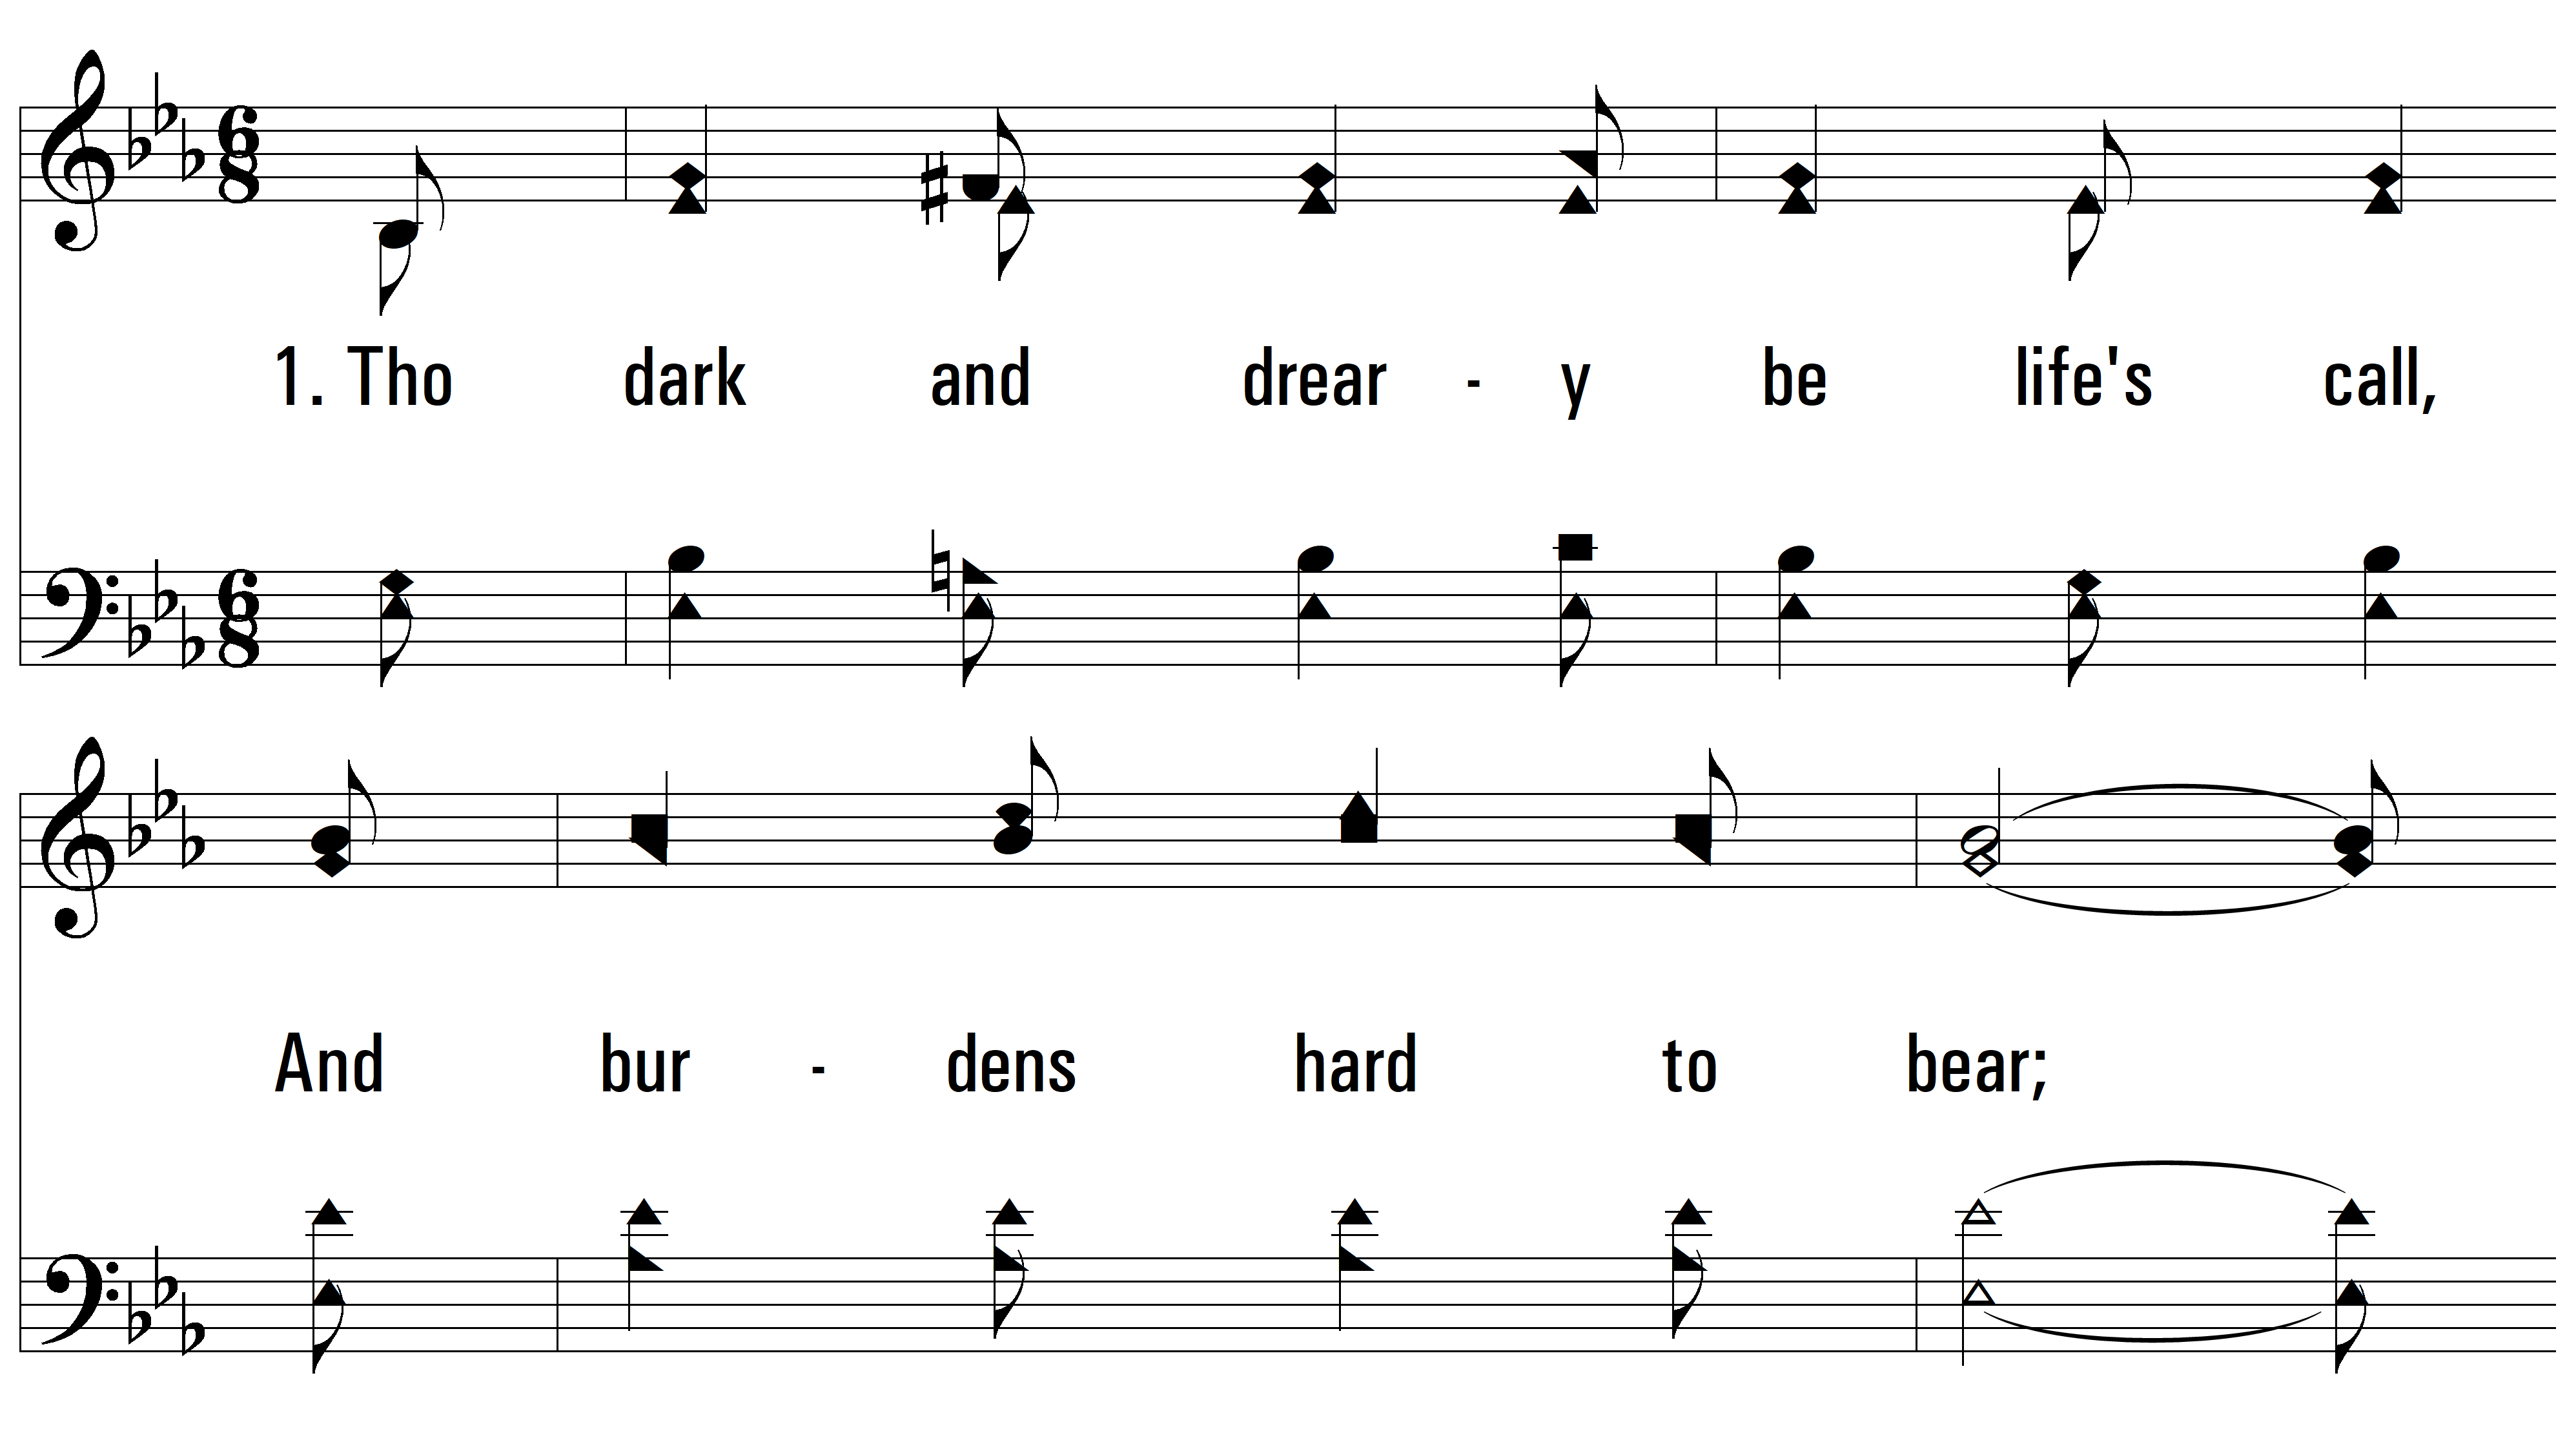 1. Tho dark and drear - y be life's call,
And bur - dens hard to bear;